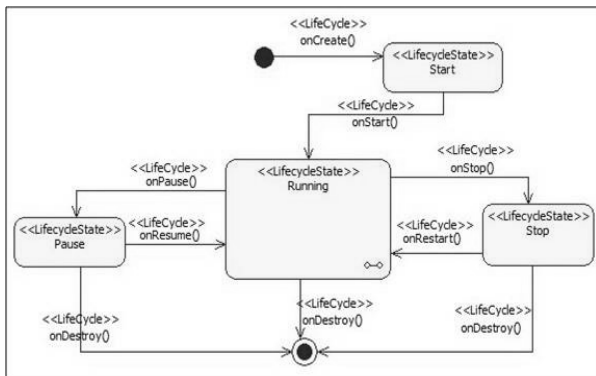 <<LifeCycle>>
onCreate()
<<LifecycleState>>
Start
<<LifeCycle>>
onStart()
<<LifeCycle>>
onPause()
<<LifecycleState>>
Running
<<LifeCycle>>
onStop()
<<LifecycleState>>
Pause
<<LifeCycle>>
onResume()
<<LifeCycle>>
onRestart()
<<LifecycleState>>
Stop
<<LifeCycle>>
onDestroy()
<<LifeCycle>>
onDestroy()
<<LifeCycle>>
onDestroy()